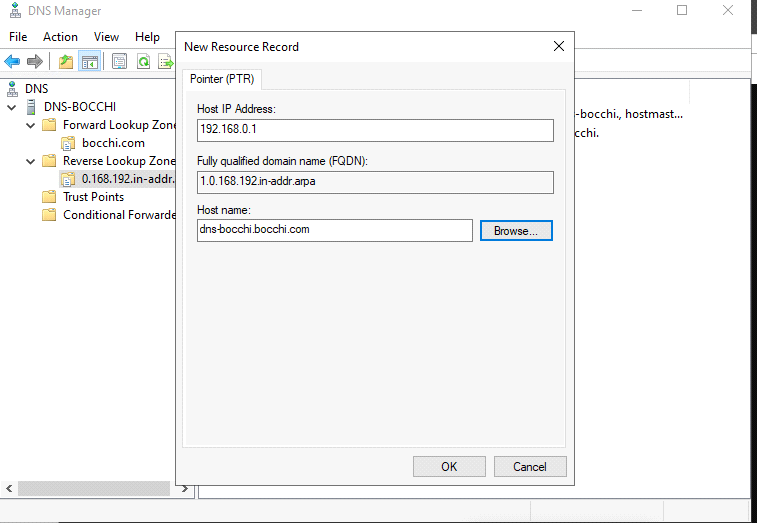 DNS Manager
File Action View Help
New Resource Record
Pointer (PTR)
Host IP Address:
192.168.0.1
Fully qualified domain name (FQDN):
1.0.168.192.in-addr.arpa
Host name:
dns-bocchi.bocchi.com
Browse...
OK
Cancel
DNS
DNS-BOCCHI
Forward Lookup Zone
bocchi.com
Reverse Lookup Zone
0.168.192.in-addr.
Trust Points
Conditional Forwarde
-bocchi., hostmast...
cchi.